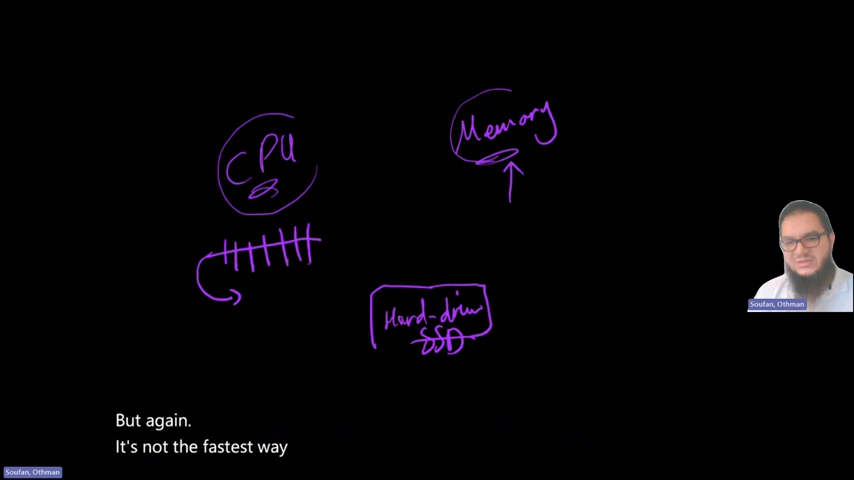 CPU
Memory
Hard-drive
SSD
Soufan, Othman
But again.
It's not the fastest way
Soufan, Othman